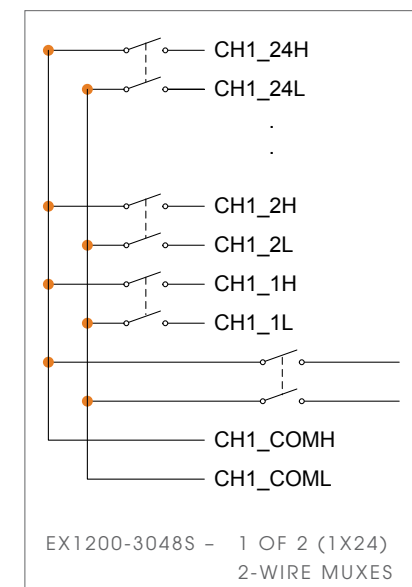 CH1_24H
CH1_24L
.
.
CH1_2H
CH1_2L
CH1_1H
CH1_1L
CH1_COMH
CH1_COML
EX1200-3048S – 1 OF 2 (1X24)
2-WIRE MUXES